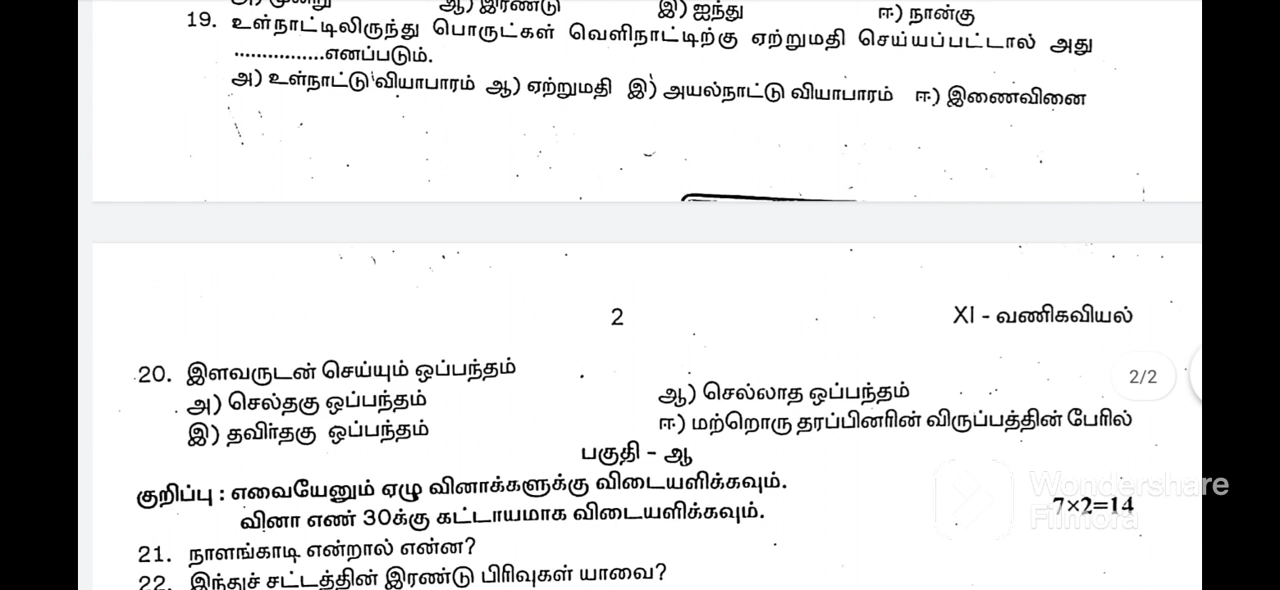 அ) மூன்று ஆ) இரண்டு இ) ஐந்து ஈ) நான்கு
19. உள்நாட்டிலிருந்து பொருட்கள் வெளிநாட்டிற்கு ஏற்றுமதி செய்யப்பட்டால் அது
................எனப்படும்.
அ) உள்நாட்டு வியாபாரம் ஆ) ஏற்றுமதி இ) அயல்நாட்டு வியாபாரம் ஈ) இணைவினை
2 XI - வணிகவியல்
20. இளவருடன் செய்யும் ஒப்பந்தம்
2/2
அ) செல்தகு ஒப்பந்தம் ஆ) செல்லாத ஒப்பந்தம்
இ) தவிர்தகு ஒப்பந்தம் ஈ) மற்றொரு தரப்பினரின் விருப்பத்தின் பேரில்
பகுதி - ஆ
குறிப்பு : எவையேனும் ஏழு வினாக்களுக்கு விடையளிக்கவும்.
வினா எண் 30க்கு கட்டாயமாக விடையளிக்கவும். 7×2=14
Wondershare
Filmora
21. நாளங்காடி என்றால் என்ன?
22. இந்துச் சட்டத்தின் இரண்டு பிரிவுகள் யாவை?